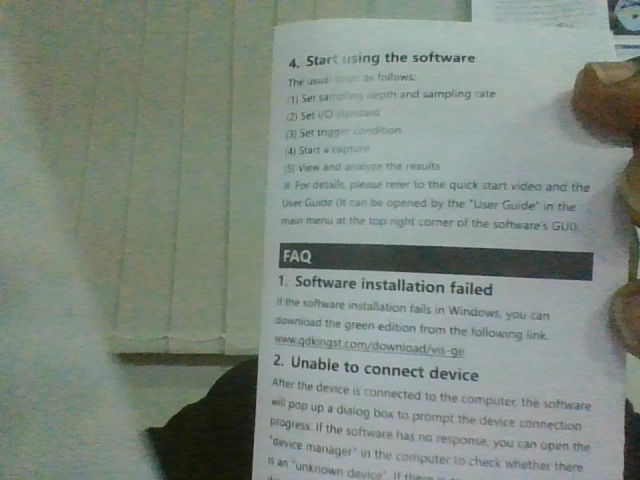 4. Start using the software
The usual steps as follows:
(1) Set sampling depth and sampling rate
(2) Set I/O standard
(3) Set trigger condition
(4) Start a capture
(5) View and analyze the results
※ For details, please refer to the quick start video and the
User Guide (It can be opened by the "User Guide" in the
main menu at the top right corner of the software's GUI).
FAQ
1. Software installation failed
If the software installation fails in Windows, you can
download the green edition from the following link.
www.qdkingst.com/download/vis-ge
2. Unable to connect device
After the device is connected to the computer, the software
will pop up a dialog box to prompt the device connection
progress. If the software has no response, you can open the
"device manager" in the computer to check whether there
is an "unknown device". If there is